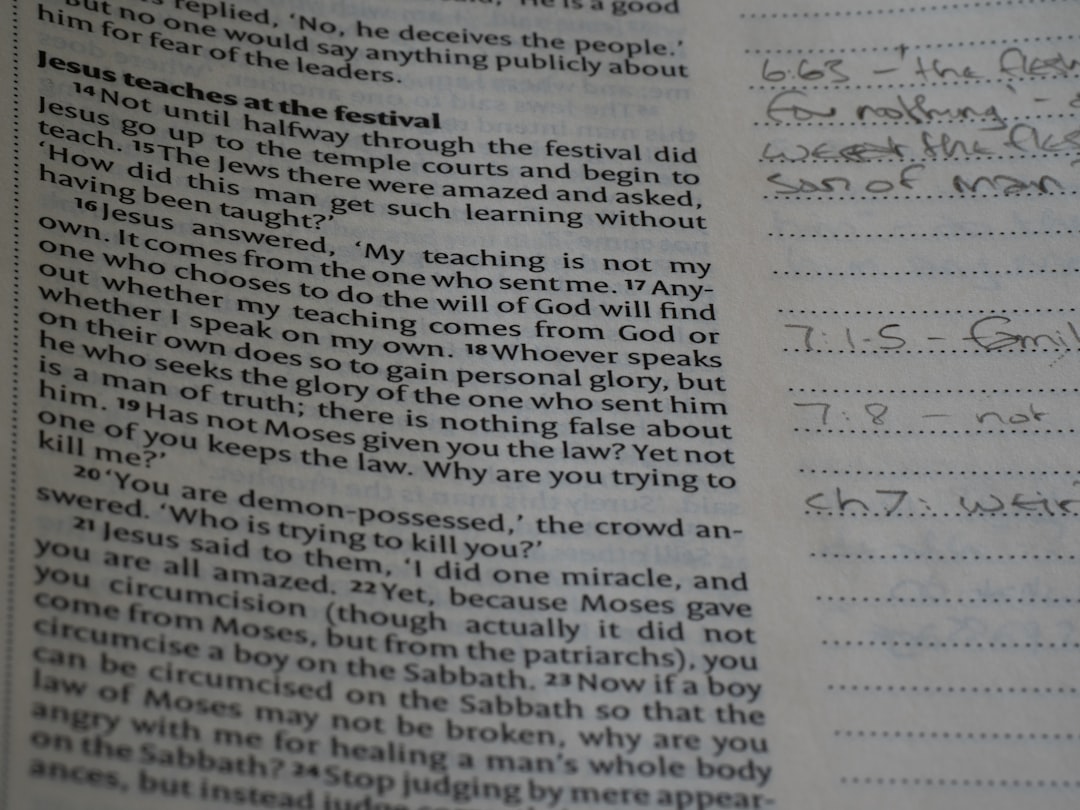 replied, 'No, he deceives the people.'
But no one would say anything publicly about
him for fear of the leaders.
Jesus teaches at the festival
14 Not until halfway through the festival did
Jesus go up to the temple courts and begin to
teach. 15 The Jews there were amazed and asked,
'How did this man get such learning without
having been taught?'
16 Jesus answered, 'My teaching is not my
own. It comes from the one who sent me. 17 Any-
one who chooses to do the will of God will find
out whether my teaching comes from God or
whether I speak on my own. 18 Whoever speaks
on their own does so to gain personal glory, but
he who seeks the glory of the one who sent him
is a man of truth; there is nothing false about
him. 19 Has not Moses given you the law? Yet not
one of you keeps the law. Why are you trying to
kill me?'
20 'You are demon-possessed,' the crowd an-
swered. 'Who is trying to kill you?'
21 Jesus said to them, 'I did one miracle, and
you are all amazed. 22 Yet, because Moses gave
you circumcision (though actually it did not
come from Moses, but from the patriarchs), you
circumcise a boy on the Sabbath. 23 Now if a boy
can be circumcised on the Sabbath so that the
law of Moses may not be broken, why are you
angry with me for healing a man's whole body
on the Sabbath? 24 Stop judging by mere appear-
ances, but instead judge
6:63 – 'the flesh
for nothing' –
the
son of man
7:1-5 –
7:8 – not
ch 7: